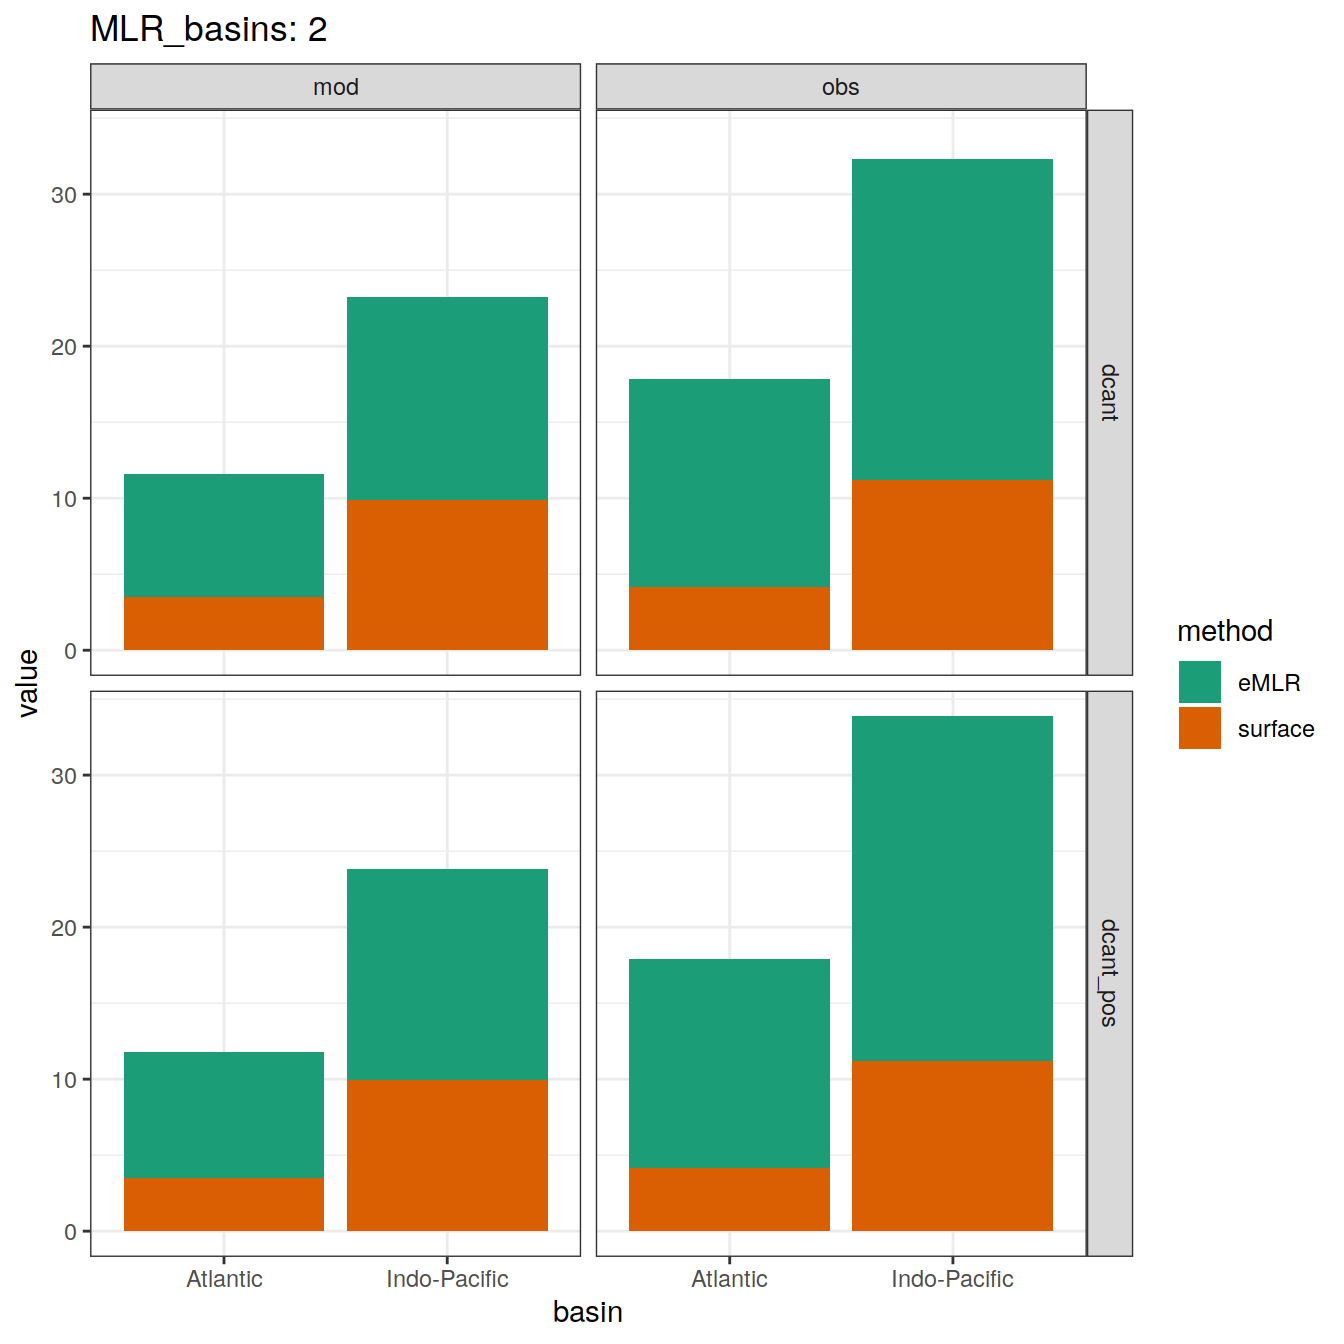 MLR_basins: 2
mod
obs
30
20
10
0
dcant
30
20
10
0
dcant_pos
value
Atlantic
Indo-Pacific
Atlantic
Indo-Pacific
basin
method
eMLR
surface